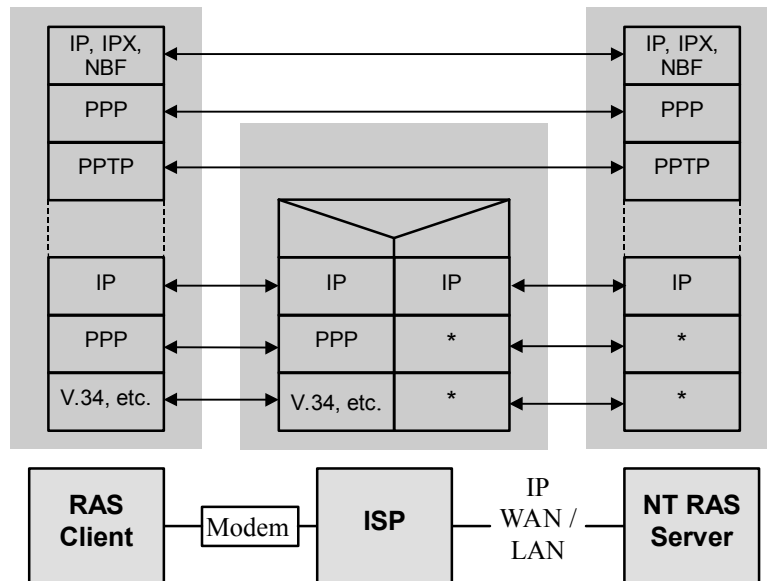 IP, IPX,
NBF
IP, IPX,
NBF
PPP
PPP
PPTP
PPTP
IP
IP
IP
IP
PPP
PPP
*
*
V.34, etc.
V.34, etc.
*
*
RAS
Client
Modem
ISP
IP
WAN /
LAN
NT RAS
Server